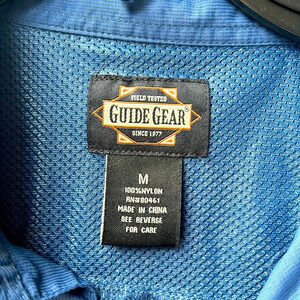 FIELD TESTED
GUIDE GEAR
SINCE 1977
M
100%NYLON
RN#80461
MADE IN CHINA
SEE REVERSE
FOR CARE